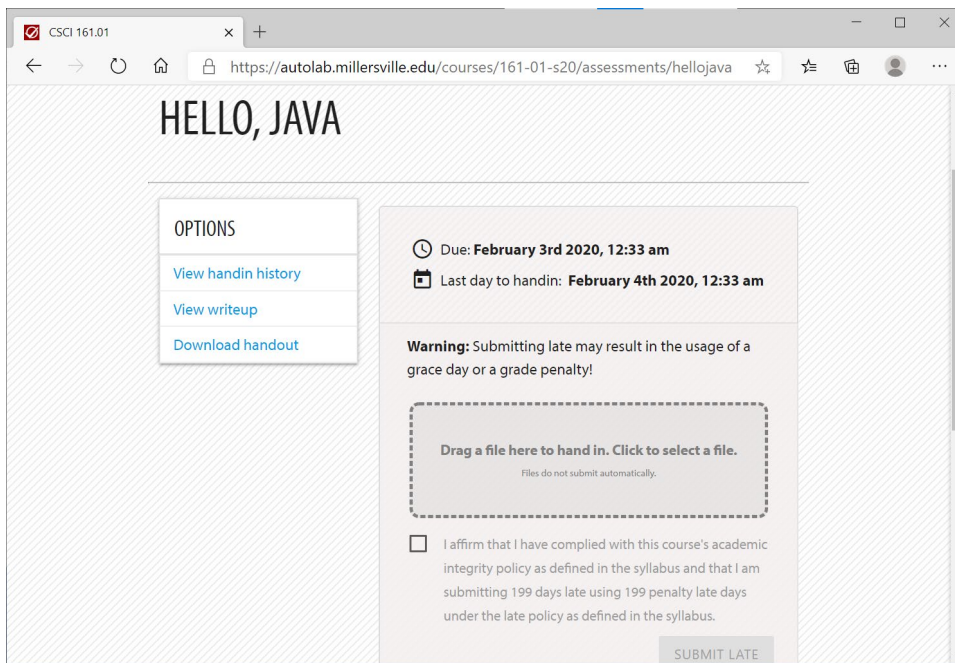 CSCI 161.01
https://autolab.millersville.edu/courses/161-01-s20/assessments/hellojava
HELLO, JAVA
OPTIONS
View handin history
View writeup
Download handout
Due: February 3rd 2020, 12:33 am
Last day to handin: February 4th 2020, 12:33 am
Warning: Submitting late may result in the usage of a
grace day or a grade penalty!
Drag a file here to hand in. Click to select a file.
Files do not submit automatically.
I affirm that I have complied with this course's academic
integrity policy as defined in the syllabus and that I am
submitting 199 days late using 199 penalty late days
under the late policy as defined in the syllabus.
SUBMIT LATE